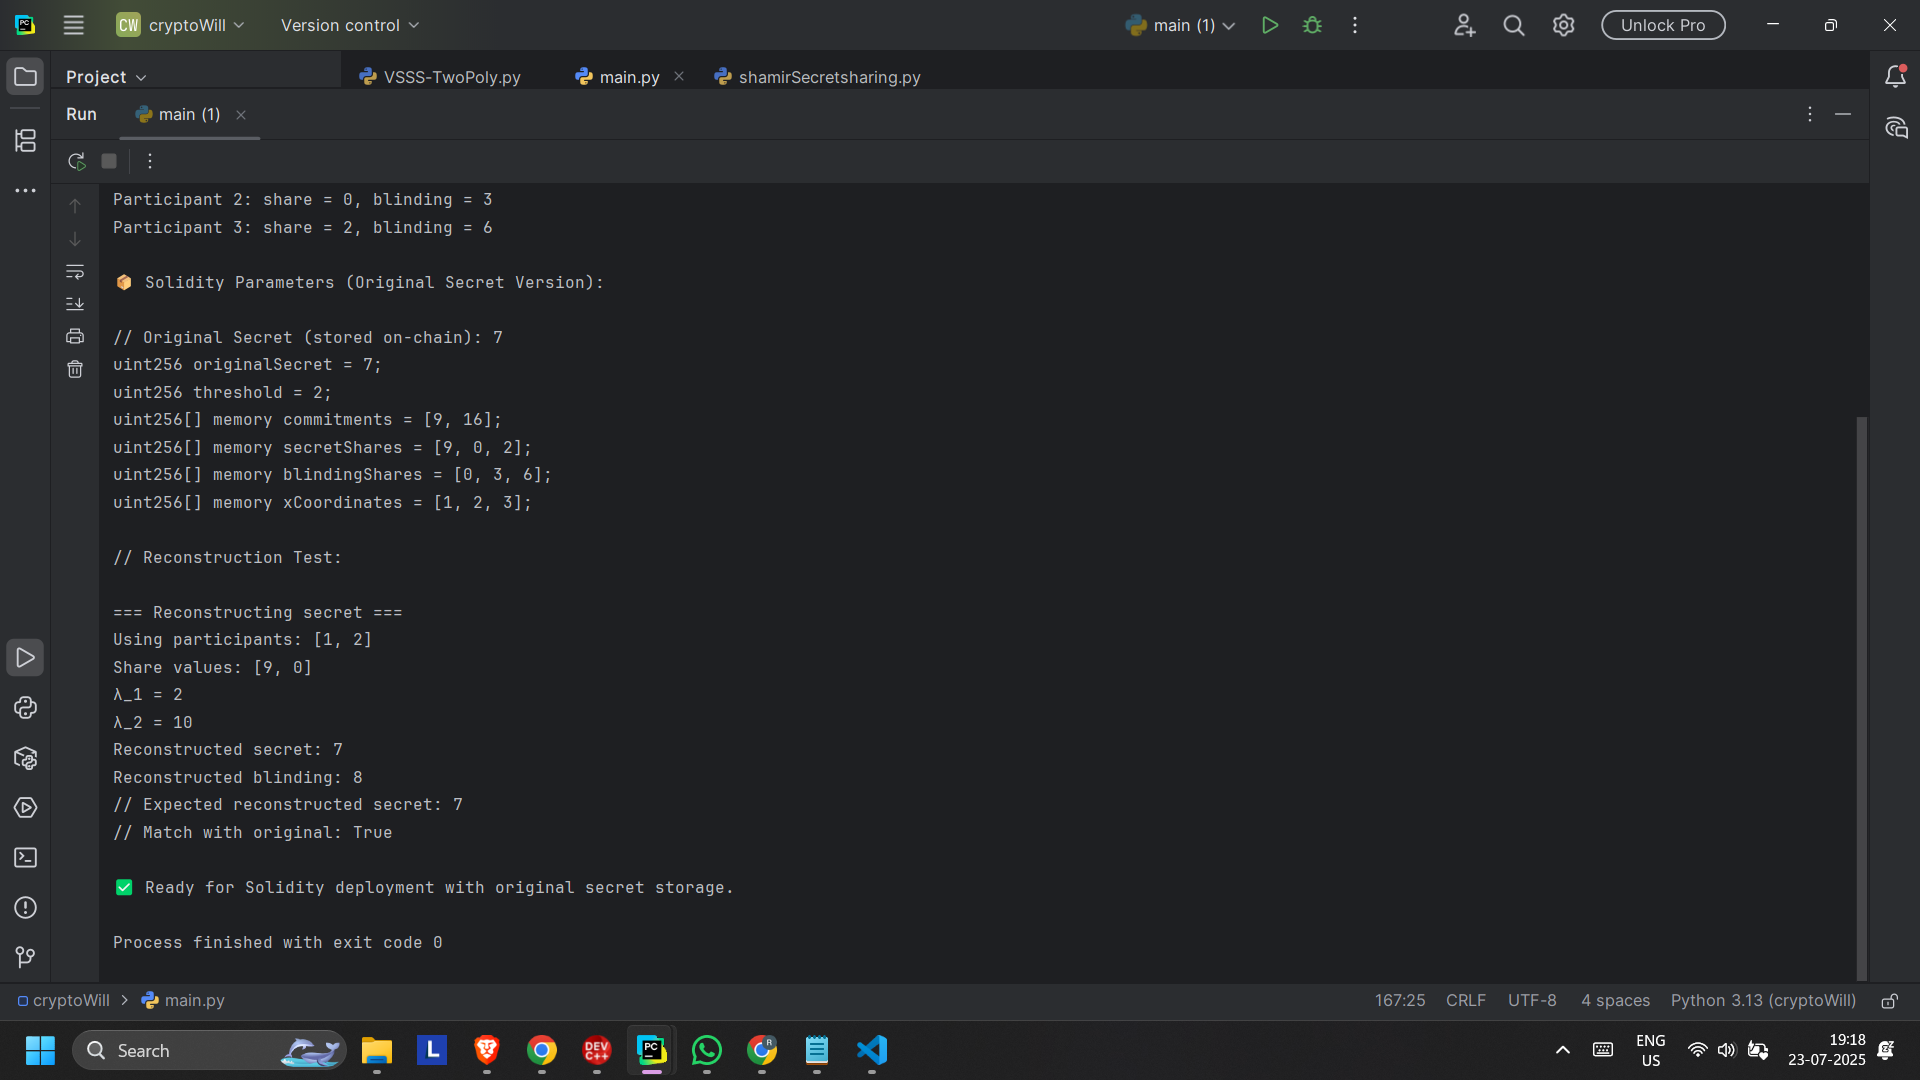 CW cryptoWill Version control main (1) Unlock Pro
Project VSSS-TwoPoly.py main.py shamirSecretsharing.py
Run main (1)
Participant 2: share = 0, blinding = 3
Participant 3: share = 2, blinding = 6
📦 Solidity Parameters (Original Secret Version):
// Original Secret (stored on-chain): 7
uint256 originalSecret = 7;
uint256 threshold = 2;
uint256[] memory commitments = [9, 16];
uint256[] memory secretShares = [9, 0, 2];
uint256[] memory blindingShares = [0, 3, 6];
uint256[] memory xCoordinates = [1, 2, 3];
// Reconstruction Test:
=== Reconstructing secret ===
Using participants: [1, 2]
Share values: [9, 0]
λ_1 = 2
λ_2 = 10
Reconstructed secret: 7
Reconstructed blinding: 8
// Expected reconstructed secret: 7
// Match with original: True
✅ Ready for Solidity deployment with original secret storage.
Process finished with exit code 0
cryptoWill > main.py 167:25 CRLF UTF-8 4 spaces Python 3.13 (cryptoWill)
Search
L
DEV C++
PC
R
ENG
US
19:18
23-07-2025